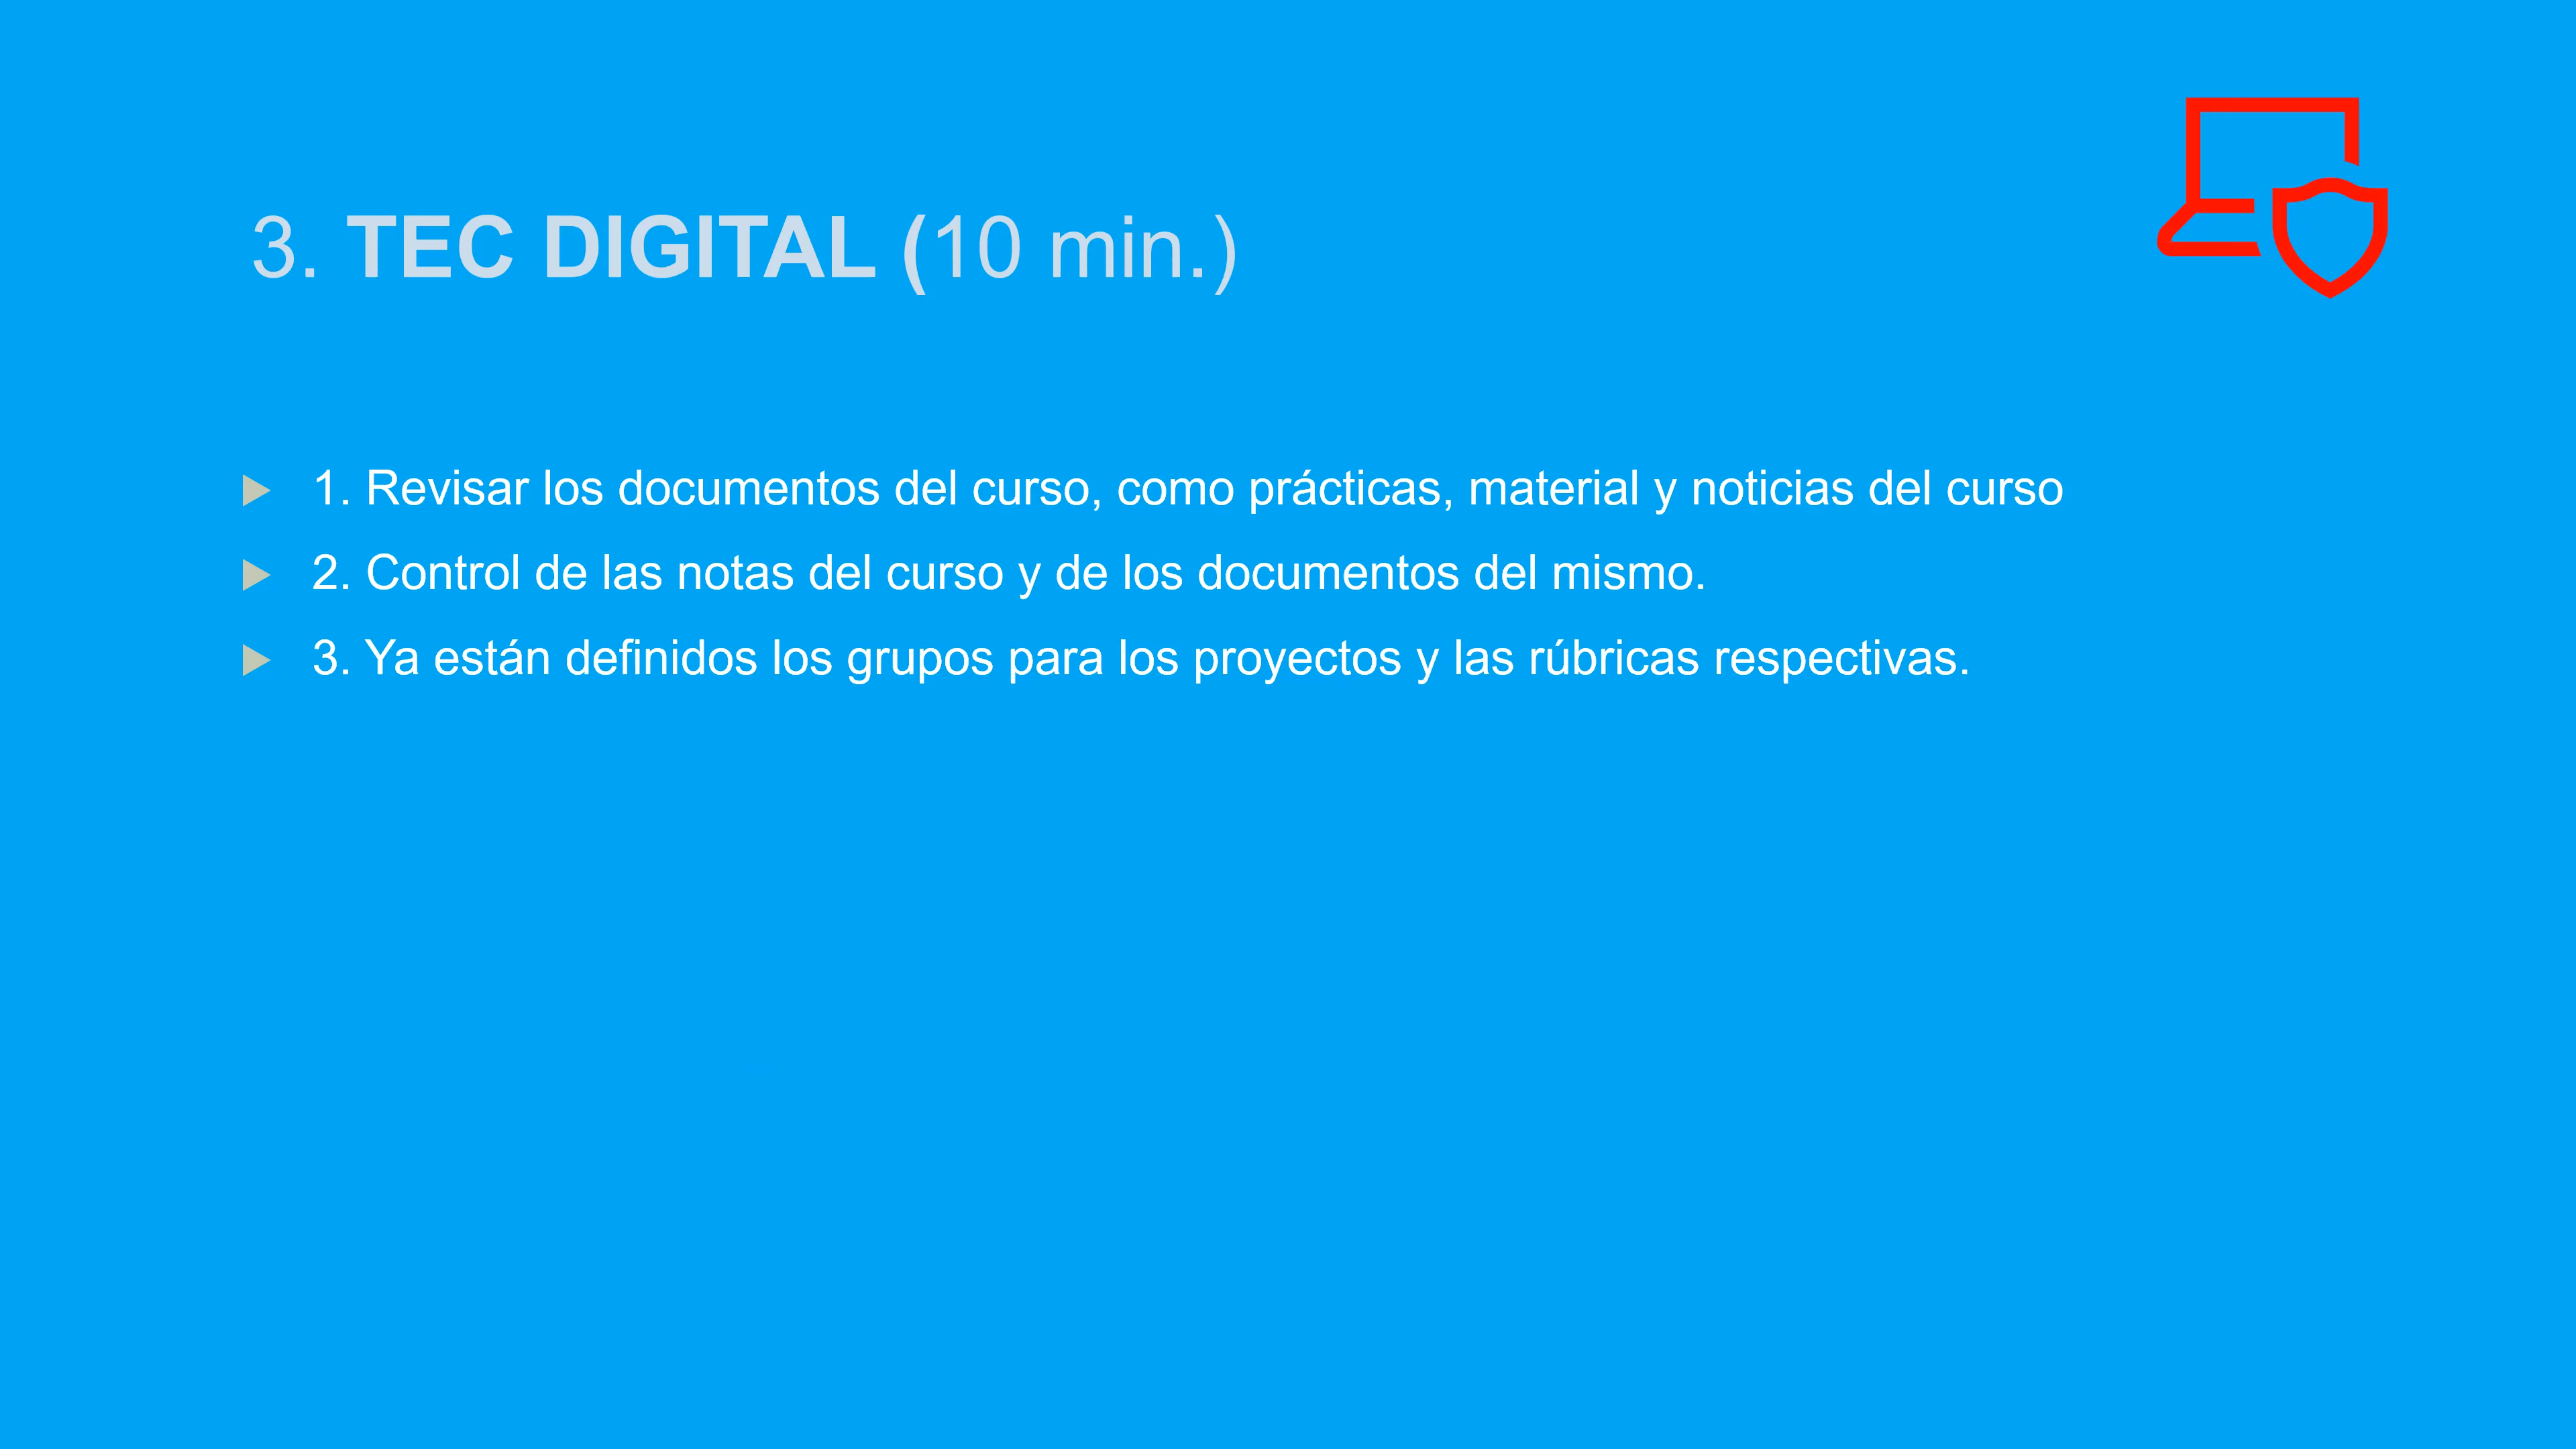 3. TEC DIGITAL (10 min.)
1. Revisar los documentos del curso, como prácticas, material y noticias del curso
2. Control de las notas del curso y de los documentos del mismo.
3. Ya están definidos los grupos para los proyectos y las rúbricas respectivas.